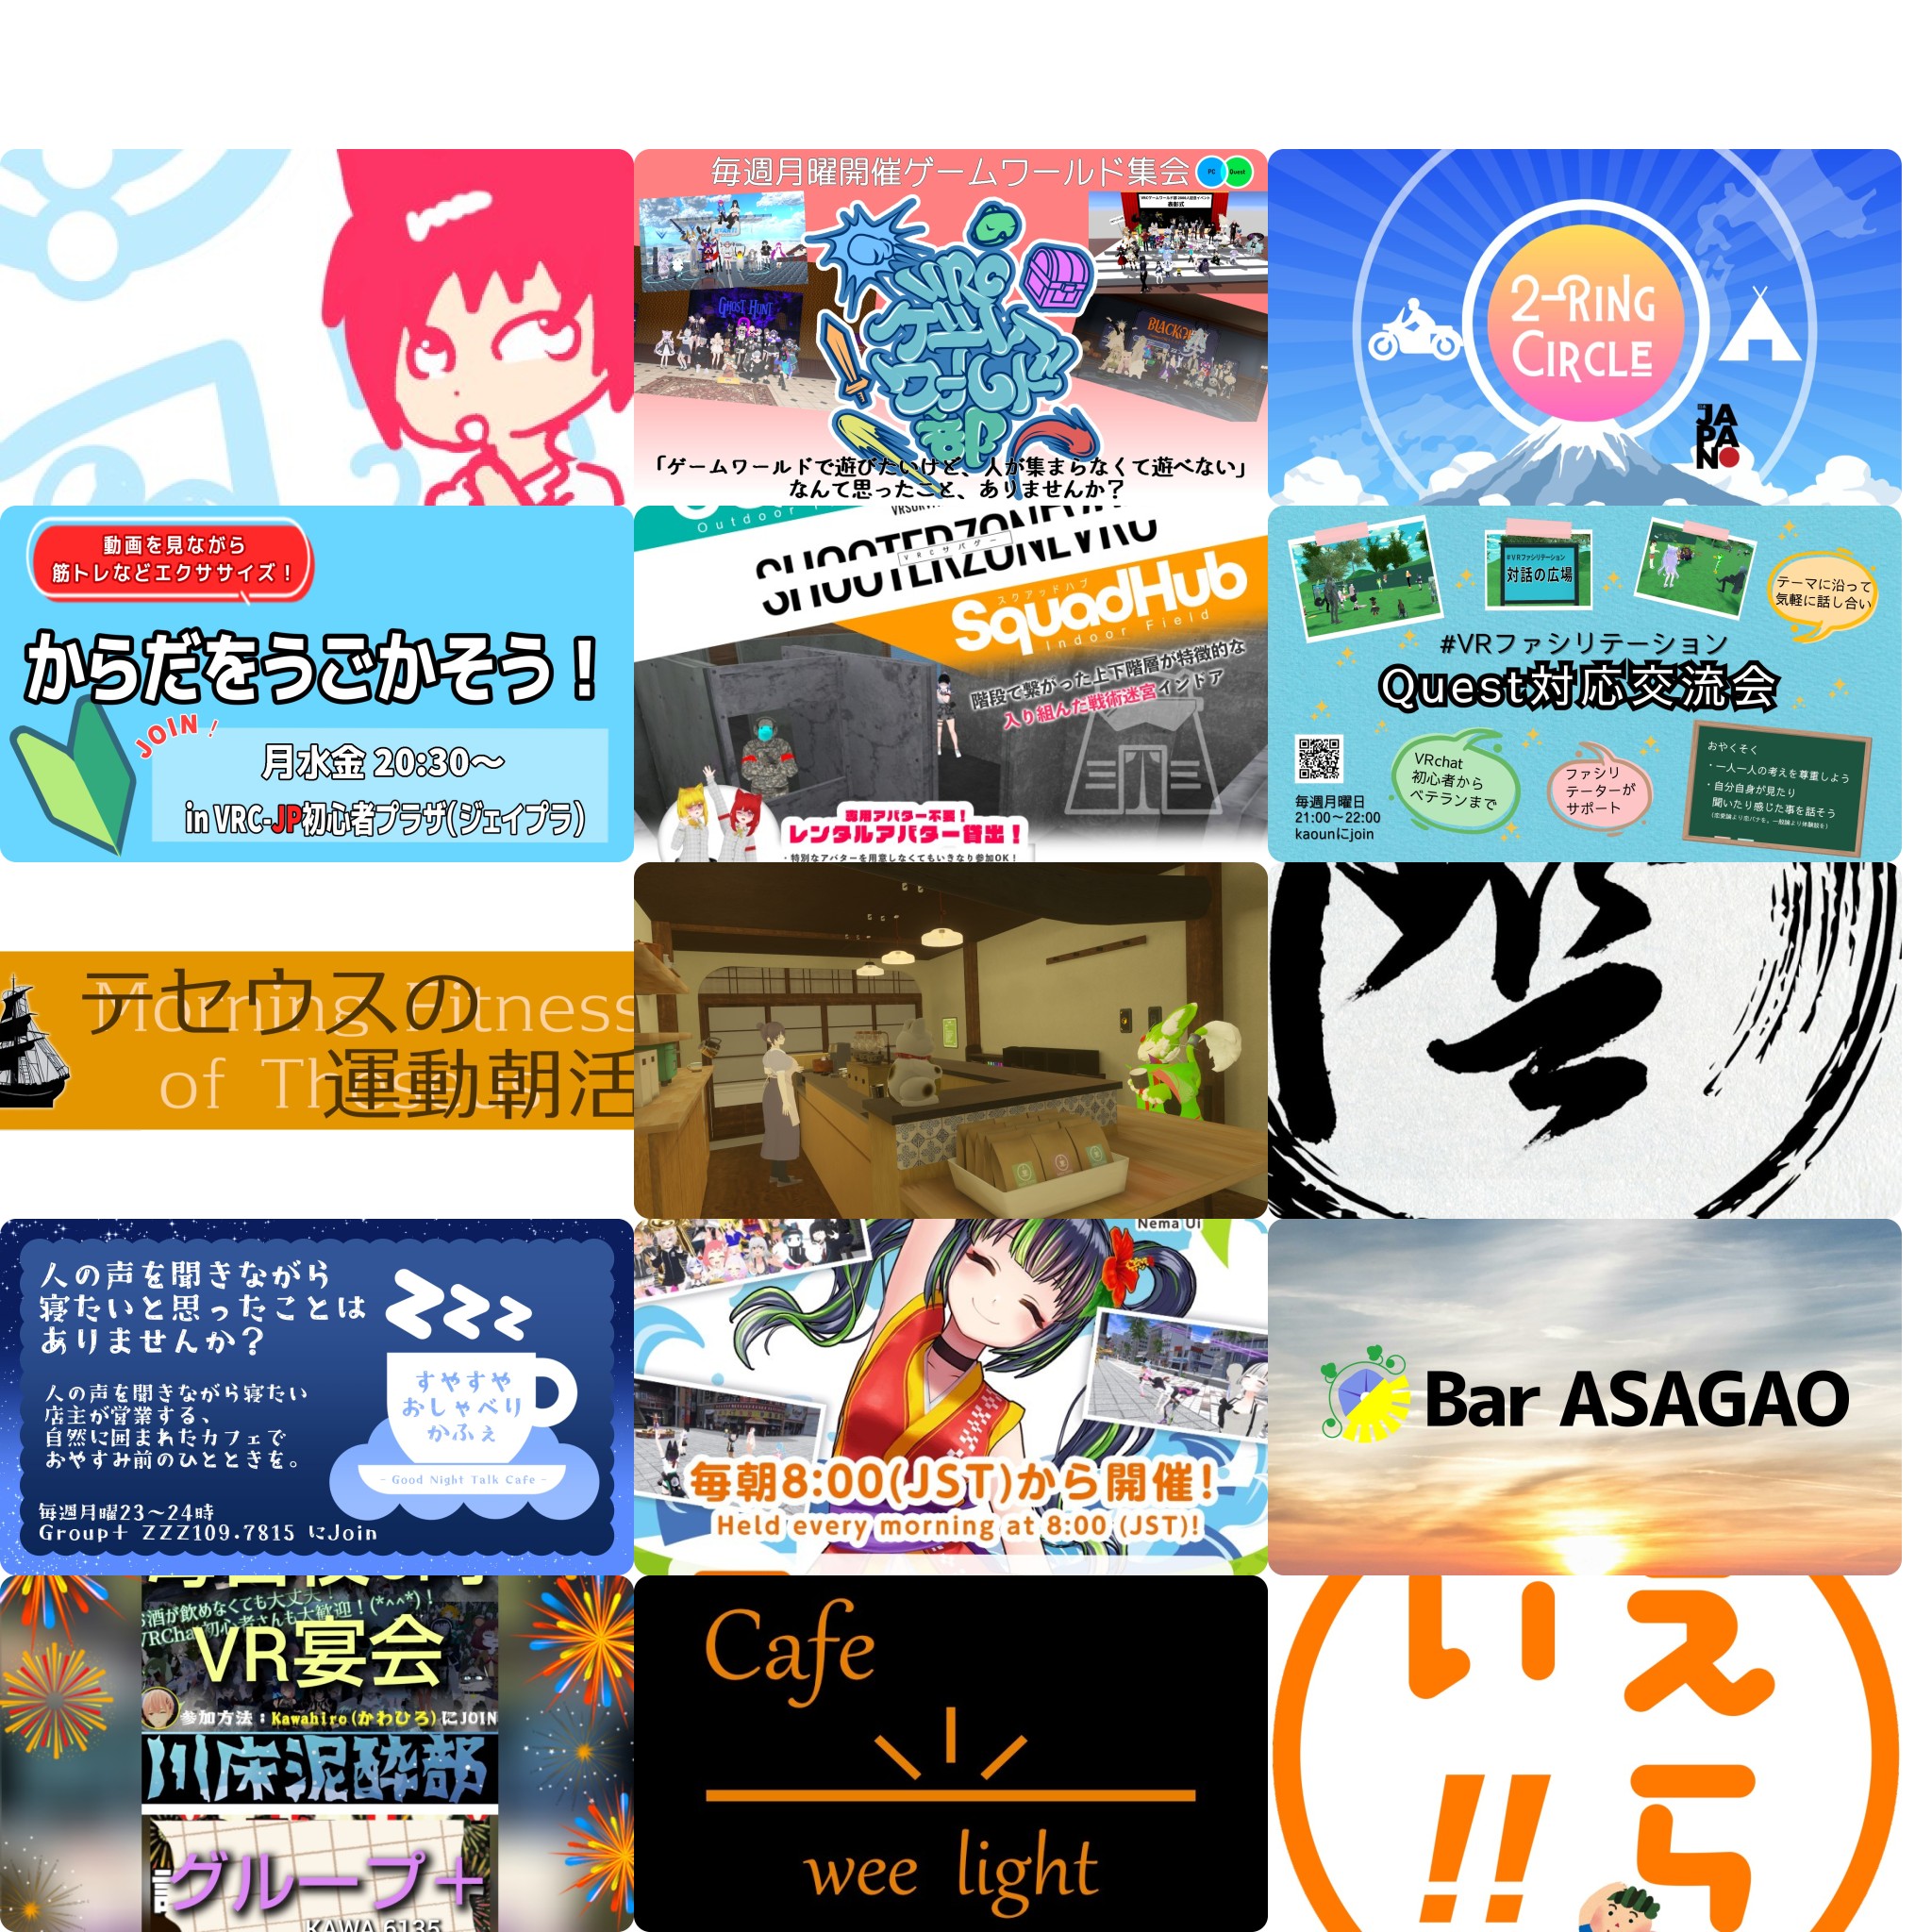 毎週月曜開催ゲームワールド集会
PC
Quest
GHOST HUNT
VRC
ゲーム
ワールド
部
「ゲームワールドで遊びたいけど、人が集まらなくて遊べない」
なんて思ったこと、ありませんか?
2-RING
CIRCLE
JA
PA
N
動画を見ながら
筋トレなどエクササイズ!
からだをうごかそう!
JOIN!
月水金 20:30〜
in VRC-JP初心者プラザ(ジェイプラ)
Outdoor
SHOOTERZONEVRC
VRCサバゲー
スクアッドハブ
SquadHub
Indoor Field
階段で繋がった上下階層が特徴的な
入り組んだ戦術迷宮インドア
専用アバター不要!
レンタルアバター貸出!
・特別なアバターを用意しなくてもいきなり参加OK!
#VRファシリテーション
対話の広場
テーマに沿って
気軽に話し合い
#VRファシリテーション
Quest対応交流会
毎週月曜日
21:00〜22:00
kaounにjoin
VRchat
初心者から
ベテランまで
ファシリ
テーターが
サポート
おやくそく
・一人一人の考えを尊重しよう
・自分自身が見たり
聞いたり感じた事を話そう
(恋愛論より恋バナを。一般論より体験談を)
テセウスの
運動朝活
Morning Fitness
of Theseus
人の声を聞きながら
寝たいと思ったことは
ありませんか?
人の声を聞きながら寝たい
店主が営業する、
自然に囲まれたカフェで
おやすみ前のひとときを。
毎週月曜23〜24時
Group+ ZZZ109.7815 にJoin
zzz
すやすや
おしゃべり
かふぇ
- Good Night Talk Cafe -
Nema Ui
毎朝8:00(JST)から開催!
Held every morning at 8:00 (JST)!
Bar ASAGAO
お酒が飲めなくても大丈夫
VRChat初心者さんも大歓迎!(*^^*)!
VR宴会
参加方法:Kawahiro(かわひろ)にJOIN
川床泥酔部
グループ+
KAWA.6135
Cafe
wee light
いえ
!!ら